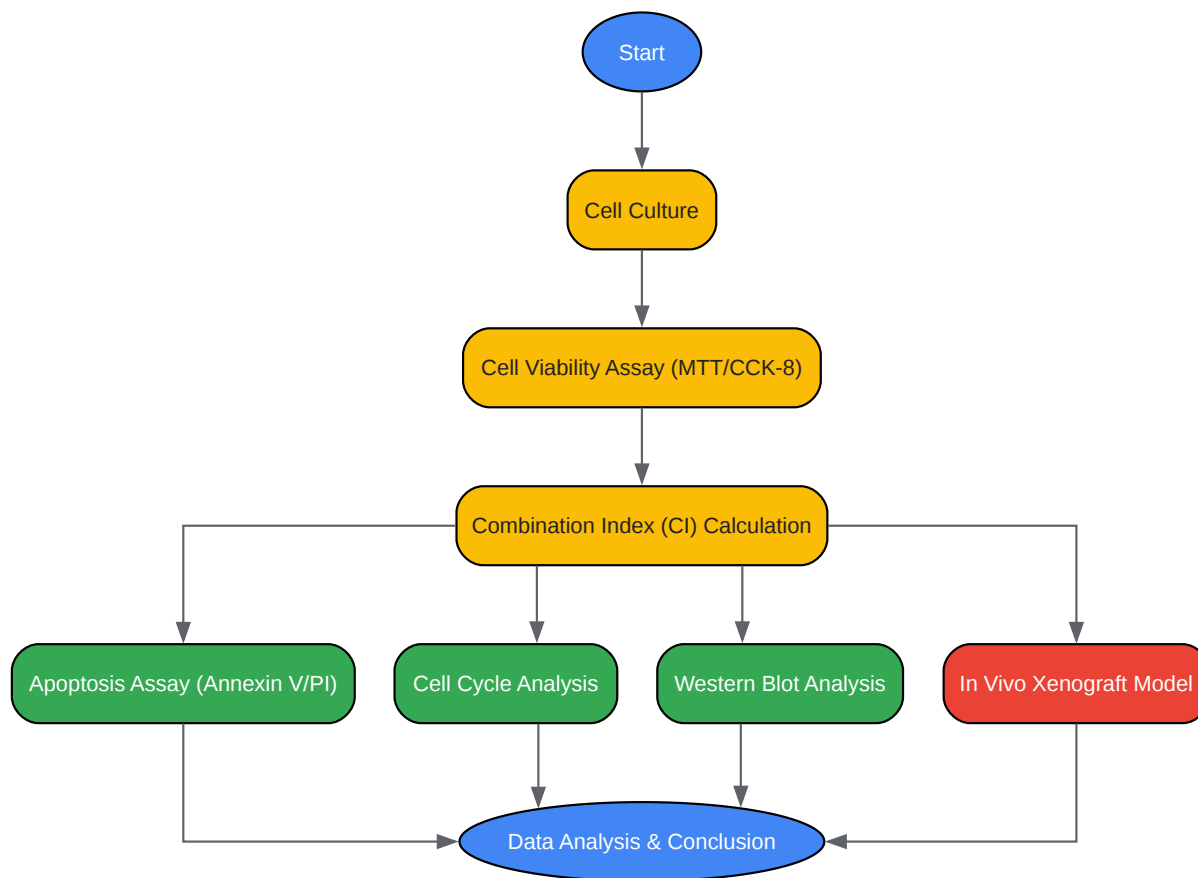 Start
Cell Culture
Cell Viability Assay (MTT/CCK-8)
Combination Index (CI) Calculation
Apoptosis Assay (Annexin V/PI)
Cell Cycle Analysis
Western Blot Analysis
In Vivo Xenograft Model
Data Analysis & Conclusion